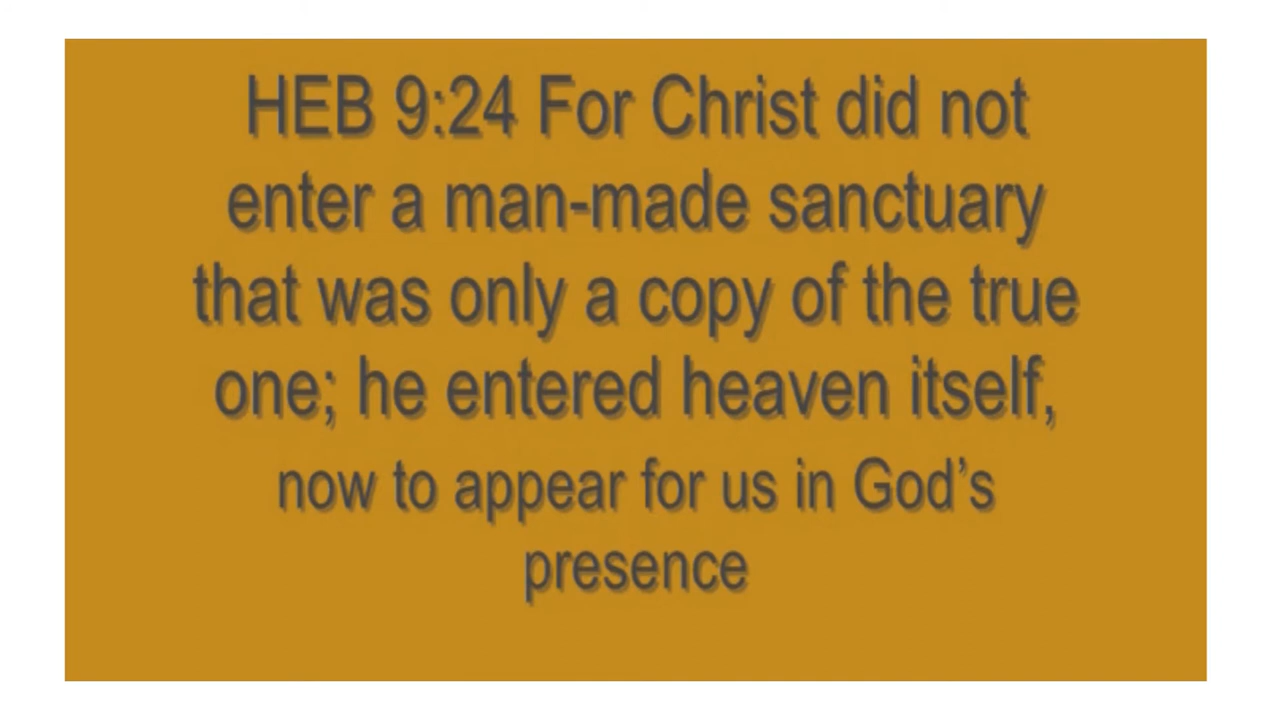 HEB 9:24 For Christ did not
enter a man-made sanctuary
that was only a copy of the true
one; he entered heaven itself,
now to appear for us in God’s
presence